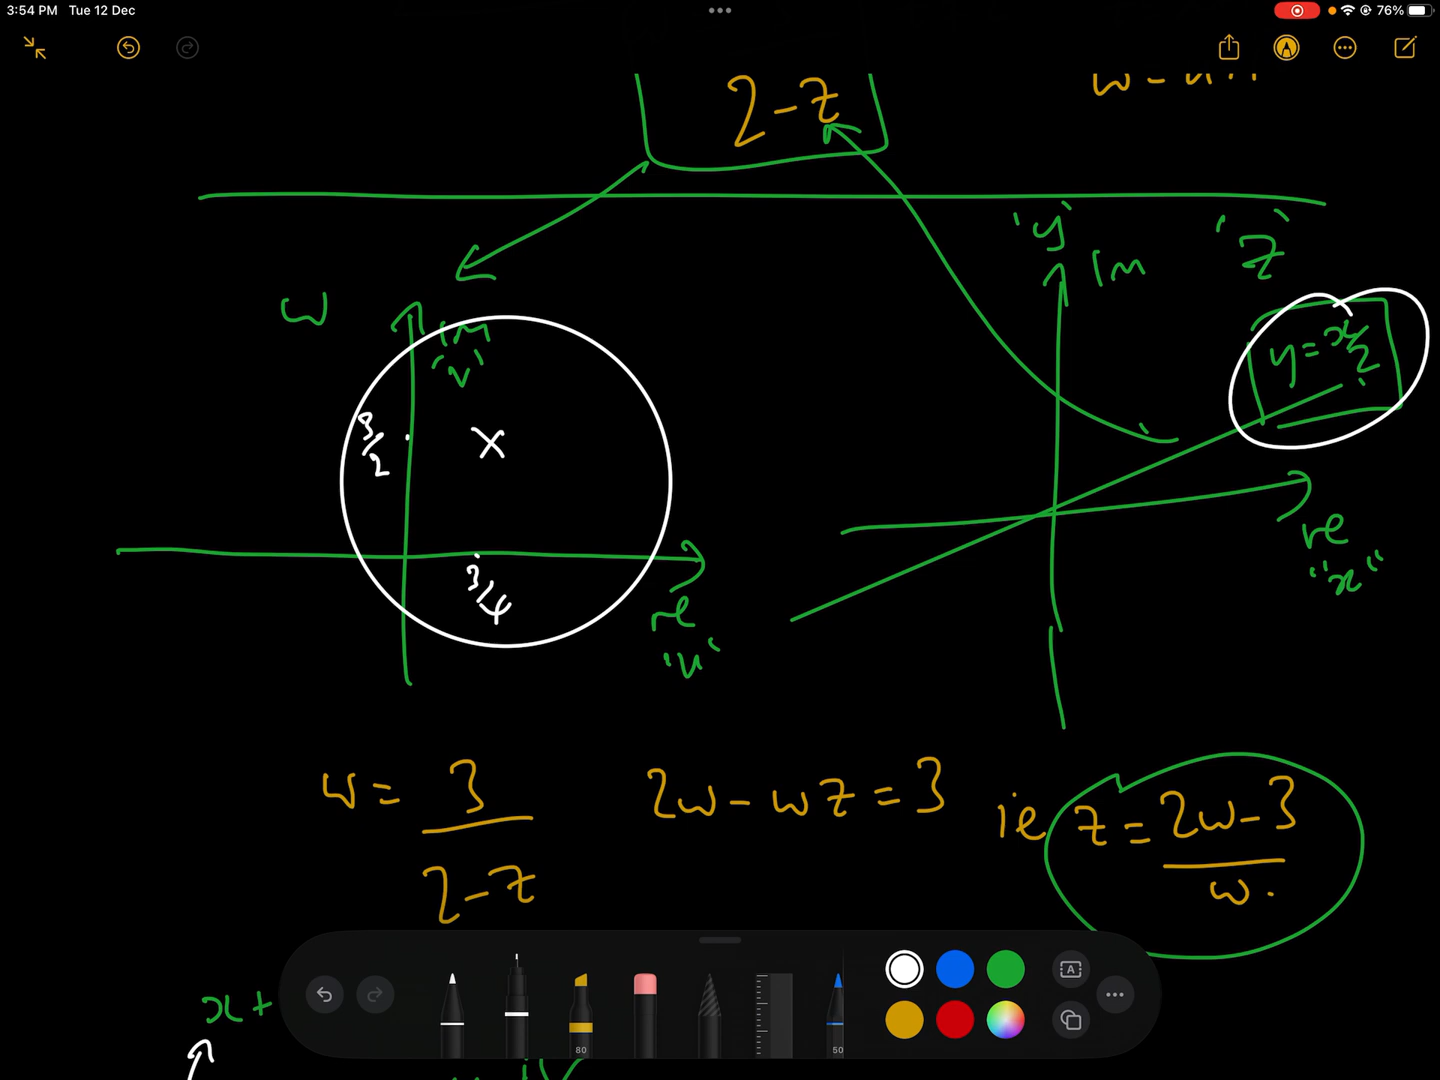 3:54 PM Tue 12 Dec
76%
2-z
w = u+i
'y'
Im
'z'
w
Im
'v'
y = x/2
3/2
x
3/4
re
"u"
re
"x"
w = 3/(2-z)
2w - wz = 3
ie z = (2w-3)/w.
x+
80
50
A